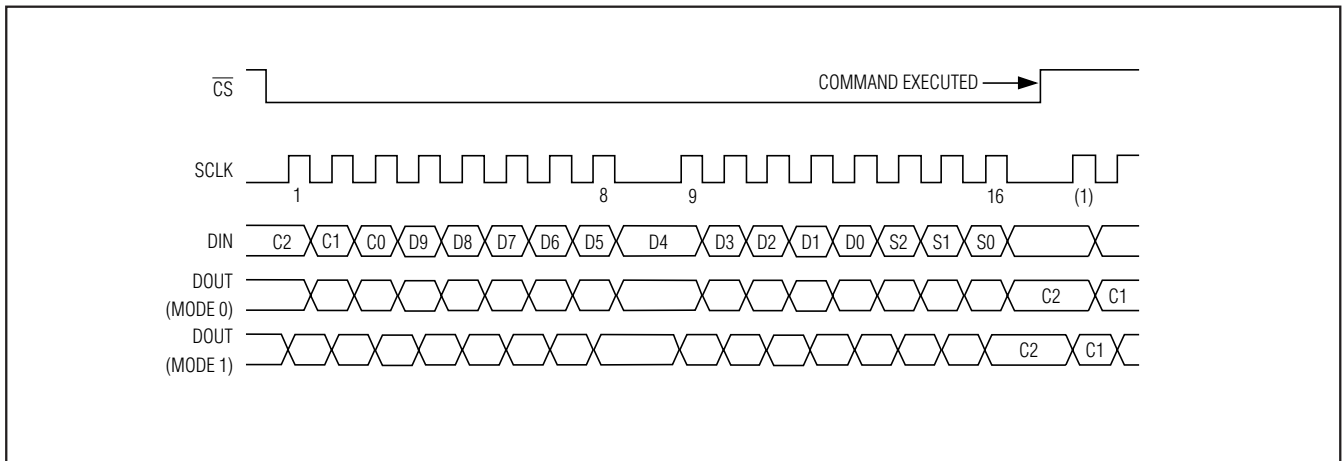 CS COMMAND EXECUTED
SCLK
1 8 9 16 (1)
DIN C2 C1 C0 D9 D8 D7 D6 D5 D4 D3 D2 D1 D0 S2 S1 S0
DOUT
(MODE 0) C2 C1
DOUT
(MODE 1) C2 C1